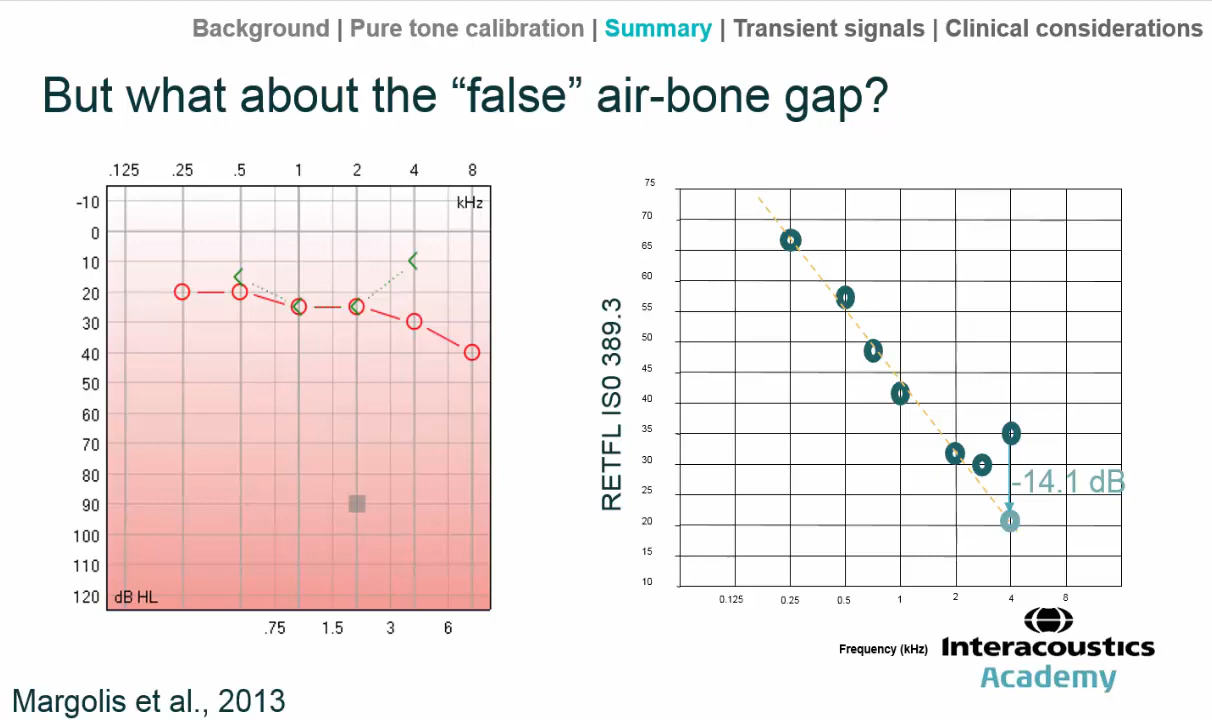 Background | Pure tone calibration | Summary | Transient signals | Clinical considerations
But what about the “false” air-bone gap?
.125 .25 .5 1 2 4 8
kHz
-10
0
10
20
30
40
50
60
70
80
90
100
110
120
dB HL
.75 1.5 3 6
RETFL IS0 389.3
75
70
65
60
55
50
45
40
35
30
25
20
15
10
-14.1 dB
0.125 0.25 0.5 1 2 4 8
Frequency (kHz)
Interacoustics
Academy
Margolis et al., 2013